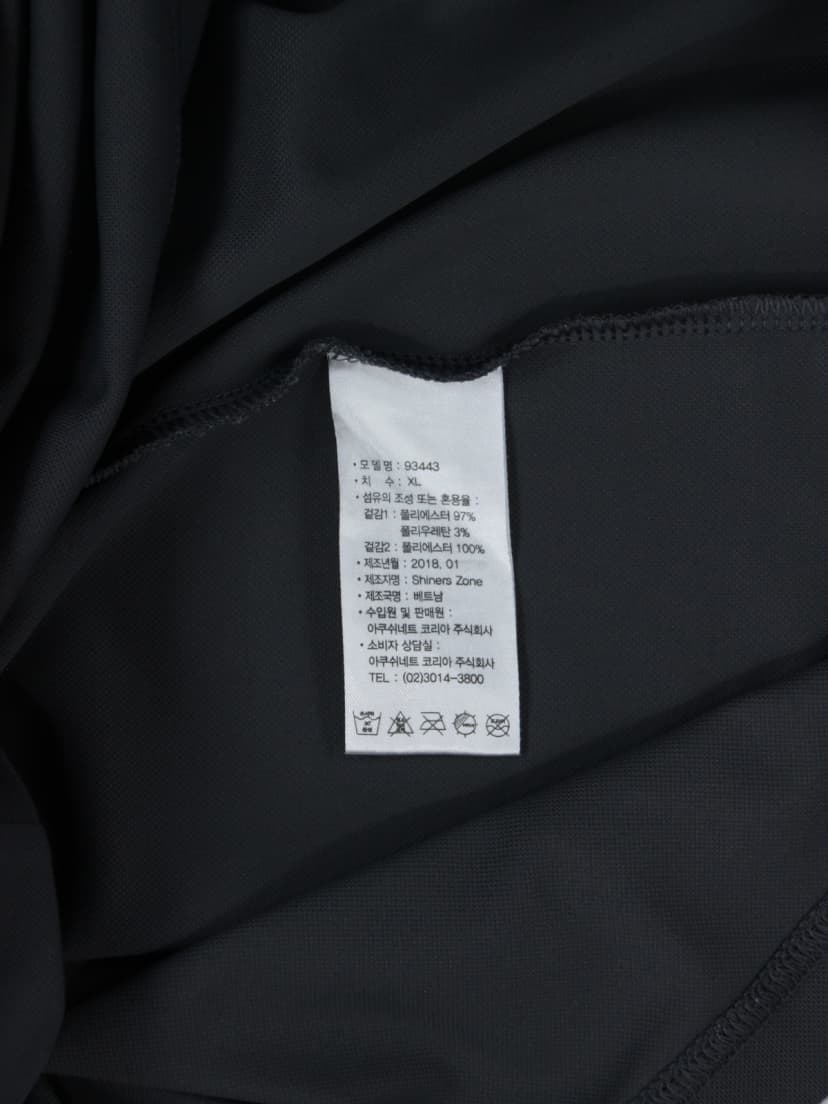 • 모 델 명 : 93443
• 치 수 : XL
• 섬유의 조성 또는 혼용율 :
겉감1 : 폴리에스터 97%
폴리우레탄 3%
겉감2 : 폴리에스터 100%
• 제조년월 : 2018. 01
• 제조자명 : Shiners Zone
• 제조국명 : 베트남
• 수입원 및 판매원 :
아쿠쉬네트 코리아 주식회사
• 소비자 상담실 :
아쿠쉬네트 코리아 주식회사
TEL : (02)3014-3800